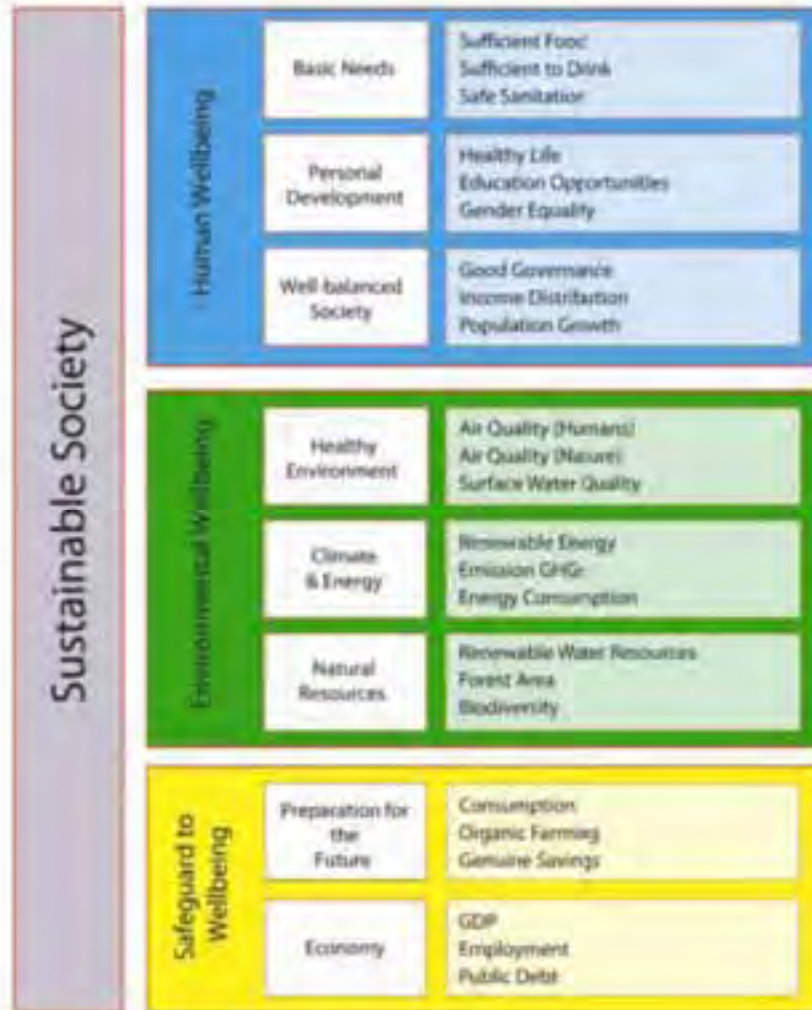 Sustainable Society
Human Wellbeing
Basic Needs
Sufficient Food
Sufficient to Drink
Safe Sanitation
Personal
Development
Healthy Life
Education Opportunities
Gender Equality
Well-balanced
Society
Good Governance
Income Distribution
Population Growth
Environmental Wellbeing
Healthy
Environment
Air Quality (Humans)
Air Quality (Nature)
Surface Water Quality
Climate
& Energy
Renewable Energy
Emission GHGs
Energy Consumption
Natural
Resources
Renewable Water Resources
Forest Area
Biodiversity
Safeguard to
Wellbeing
Preparation for
the
Future
Consumption
Organic Farming
Genuine Savings
Economy
GDP
Employment
Public Debt